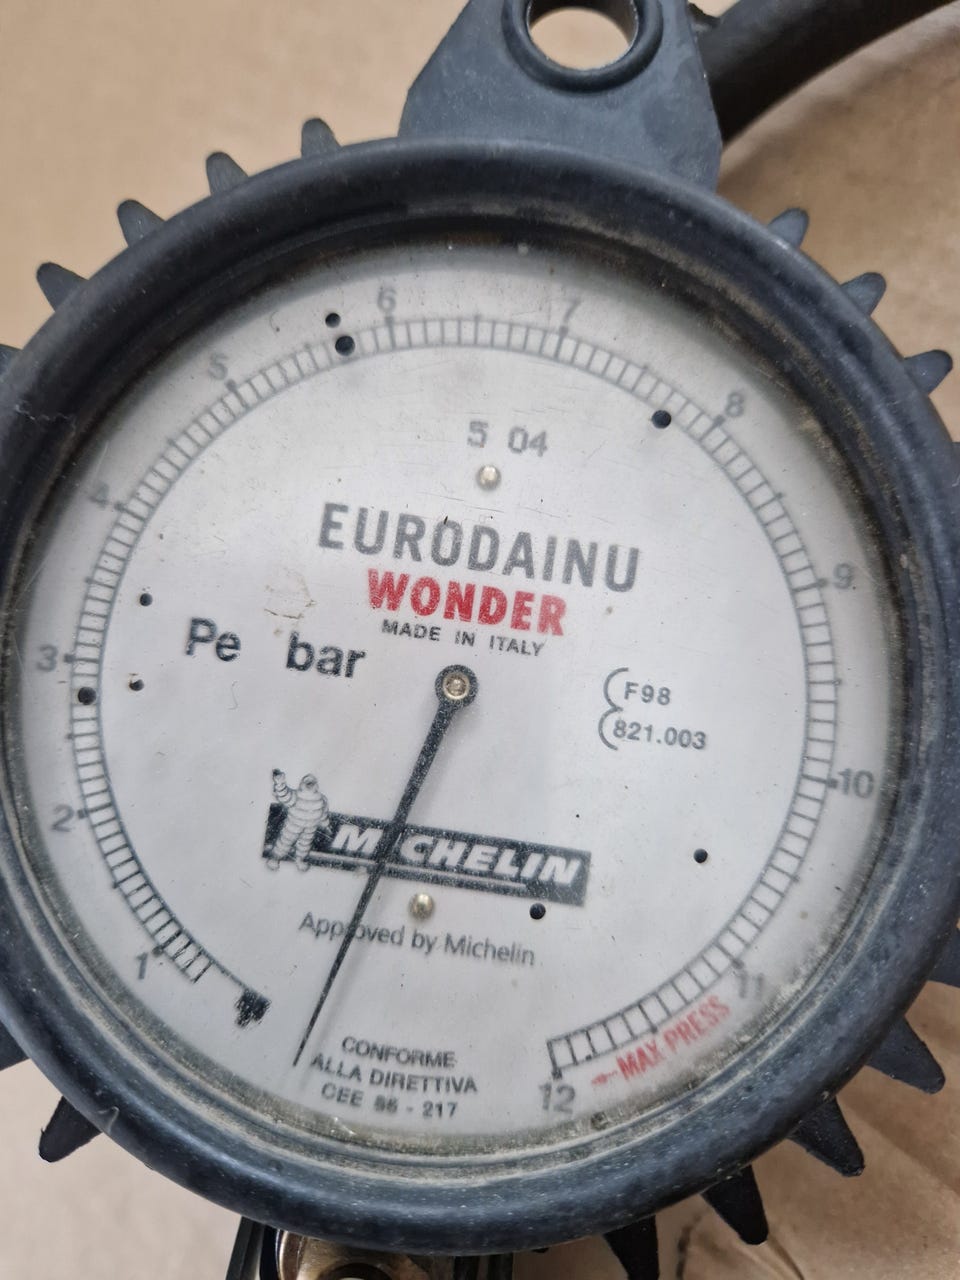 6
7
5
8
5 04
4
EURODAINU
WONDER
9
MADE IN ITALY
Pe bar
3
F98
821.003
10
2
MICHELIN
Approved by Michelin
1
11
MAX PRESS
CONFORME
ALLA DIRETTIVA
12
CEE 86 - 217